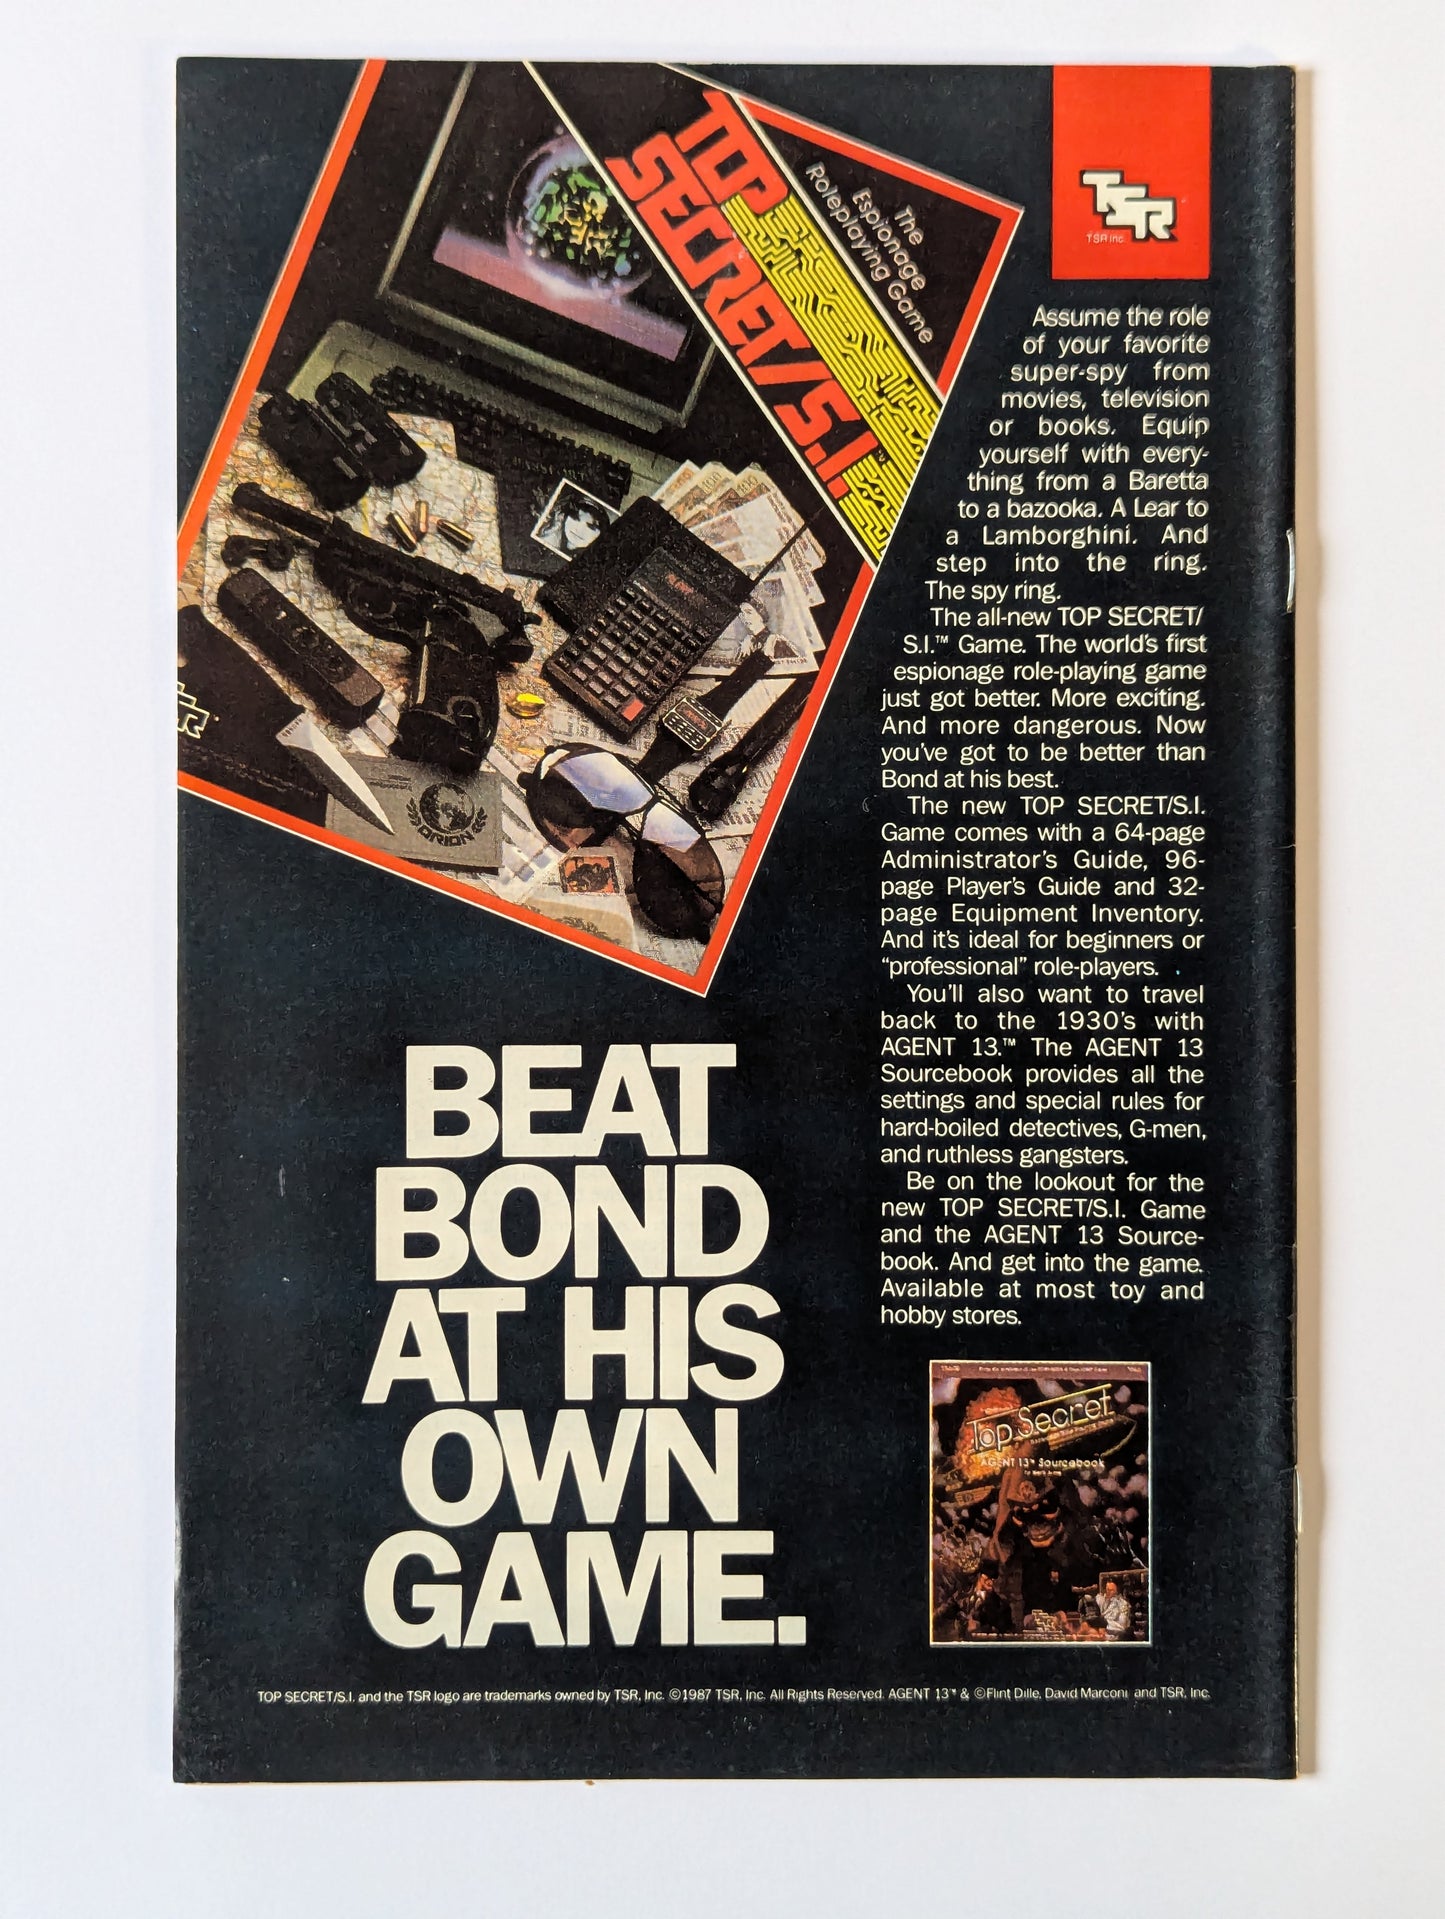 TOP
SECRET/S.I.
The
Espionage
Roleplaying Game
TSR
TSR Inc.
Assume the role
of your favorite
super-spy from
movies, television
or books. Equip
yourself with every-
thing from a Baretta
to a bazooka. A Lear to
a Lamborghini. And
step into the ring.
The spy ring.
The all-new TOP SECRET/
S.I.™ Game. The world's first
espionage role-playing game
just got better. More exciting.
And more dangerous. Now
you've got to be better than
Bond at his best.
The new TOP SECRET/S.I.
Game comes with a 64-page
Administrator's Guide, 96-
page Player's Guide and 32-
page Equipment Inventory.
And it's ideal for beginners or
"professional" role-players.
You'll also want to travel
back to the 1930's with
AGENT 13.™ The AGENT 13
Sourcebook provides all the
settings and special rules for
hard-boiled detectives, G-men,
and ruthless gangsters.
Be on the lookout for the
new TOP SECRET/S.I. Game
and the AGENT 13 Source-
book. And get into the game.
Available at most toy and
hobby stores.
ORION
BEAT
BOND
AT HIS
OWN
GAME.
Top Secret
AGENT 13™ Sourcebook
TOP SECRET/S.I. and the TSR logo are trademarks owned by TSR, Inc. ©1987 TSR, Inc. All Rights Reserved. AGENT 13™ & ©Flint Dille, David Marconi and TSR, Inc.